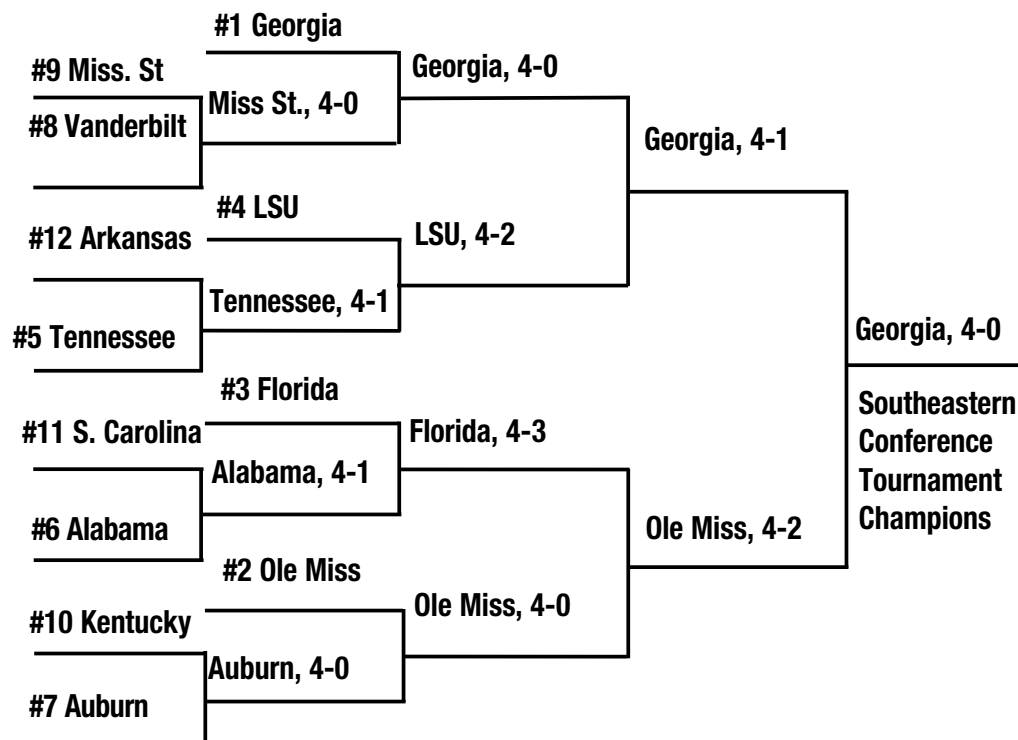 #1 Georgia
#9 Miss. St
Georgia, 4-0
Miss St., 4-0
#8 Vanderbilt
Georgia, 4-1
#4 LSU
#12 Arkansas
LSU, 4-2
Tennessee, 4-1
#5 Tennessee
Georgia, 4-0
#3 Florida
Southeastern
Conference
Tournament
Champions
#11 S. Carolina
Florida, 4-3
Alabama, 4-1
#6 Alabama
Ole Miss, 4-2
#2 Ole Miss
Ole Miss, 4-0
#10 Kentucky
Auburn, 4-0
#7 Auburn